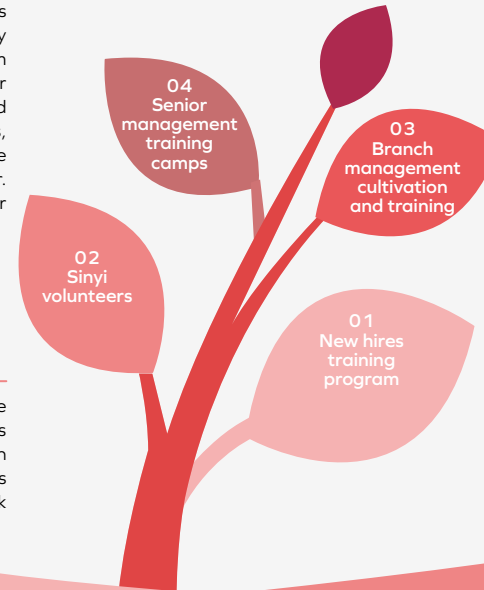 04
Senior
management
training
camps
03
Branch
management
cultivation
and training
02
Sinyi
volunteers
01
New hires
training
program